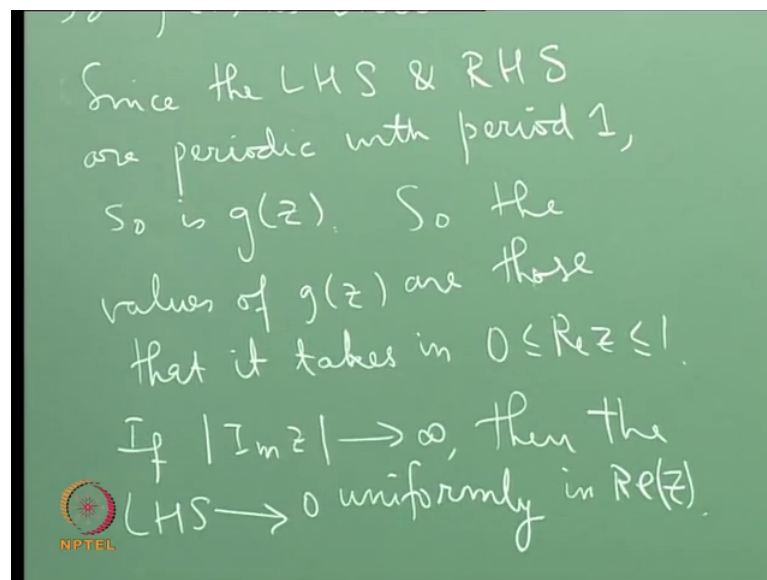 Since the LHS & RHS
are periodic with period 1,
so is g(z). So the
values of g(z) are those
that it takes in 0 ≤ Re z ≤ 1.
If |Im z| → ∞, then the
LHS → 0 uniformly in Re(z).
NPTEL